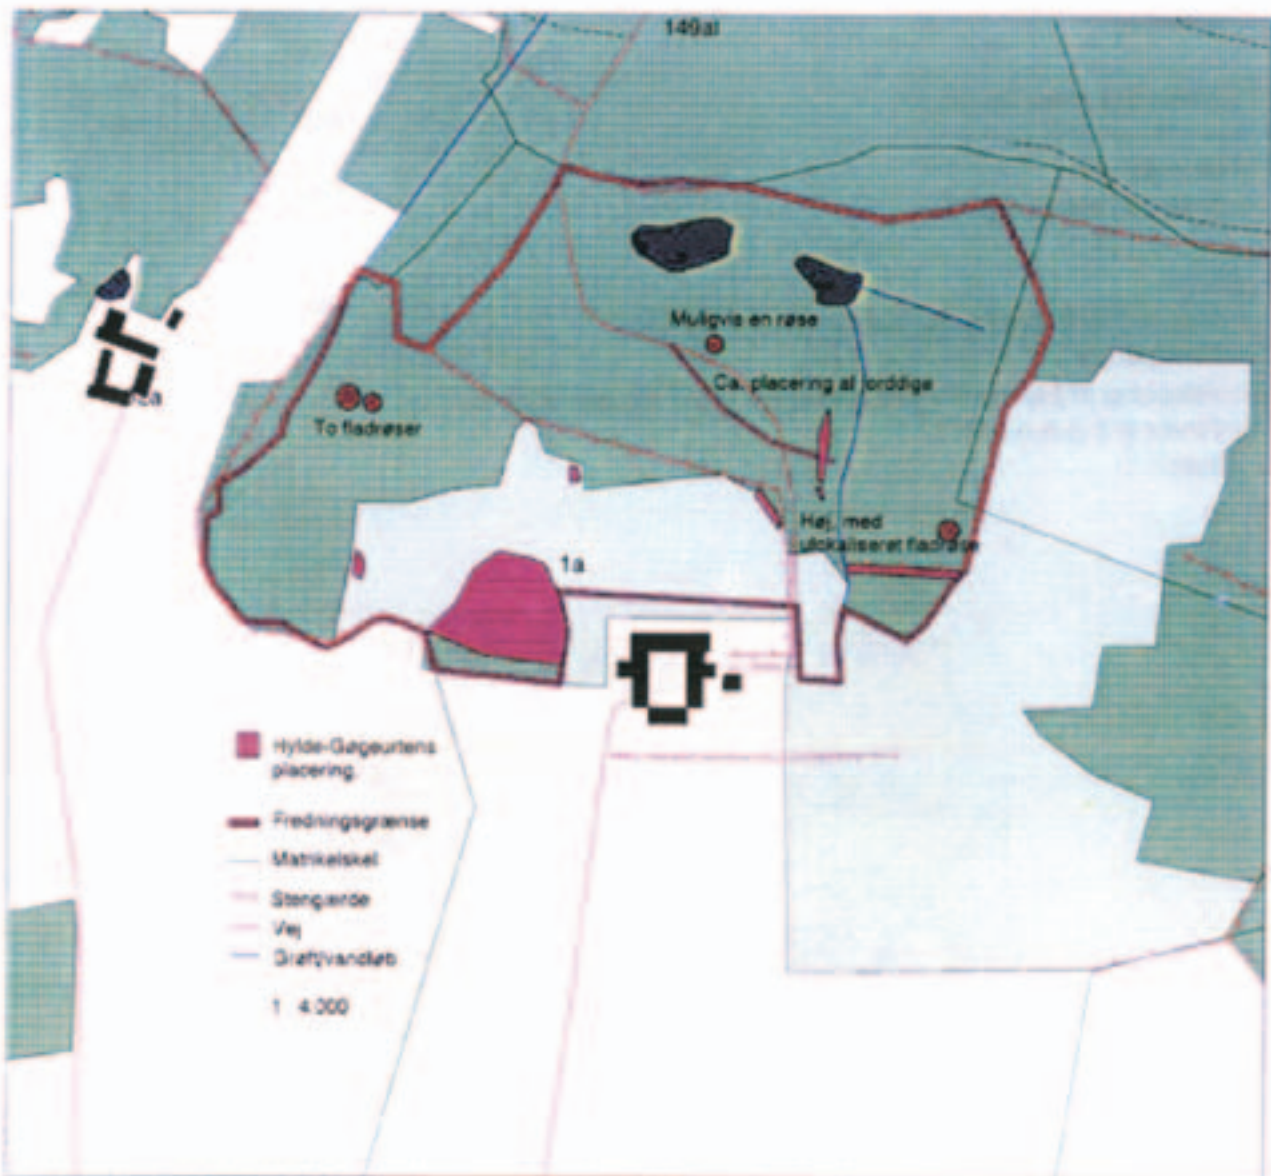 149al
Muligvis en røse
Ca. placering af jorddige
To fladrøser
Høj, med
ulokaliseret fladrøse
1a
Hylde-Gøgeurtens
placering.
Fredningsgrænse
Matrikelskel
Stengærde
Vej
Grøft/vandløb
1 4.000